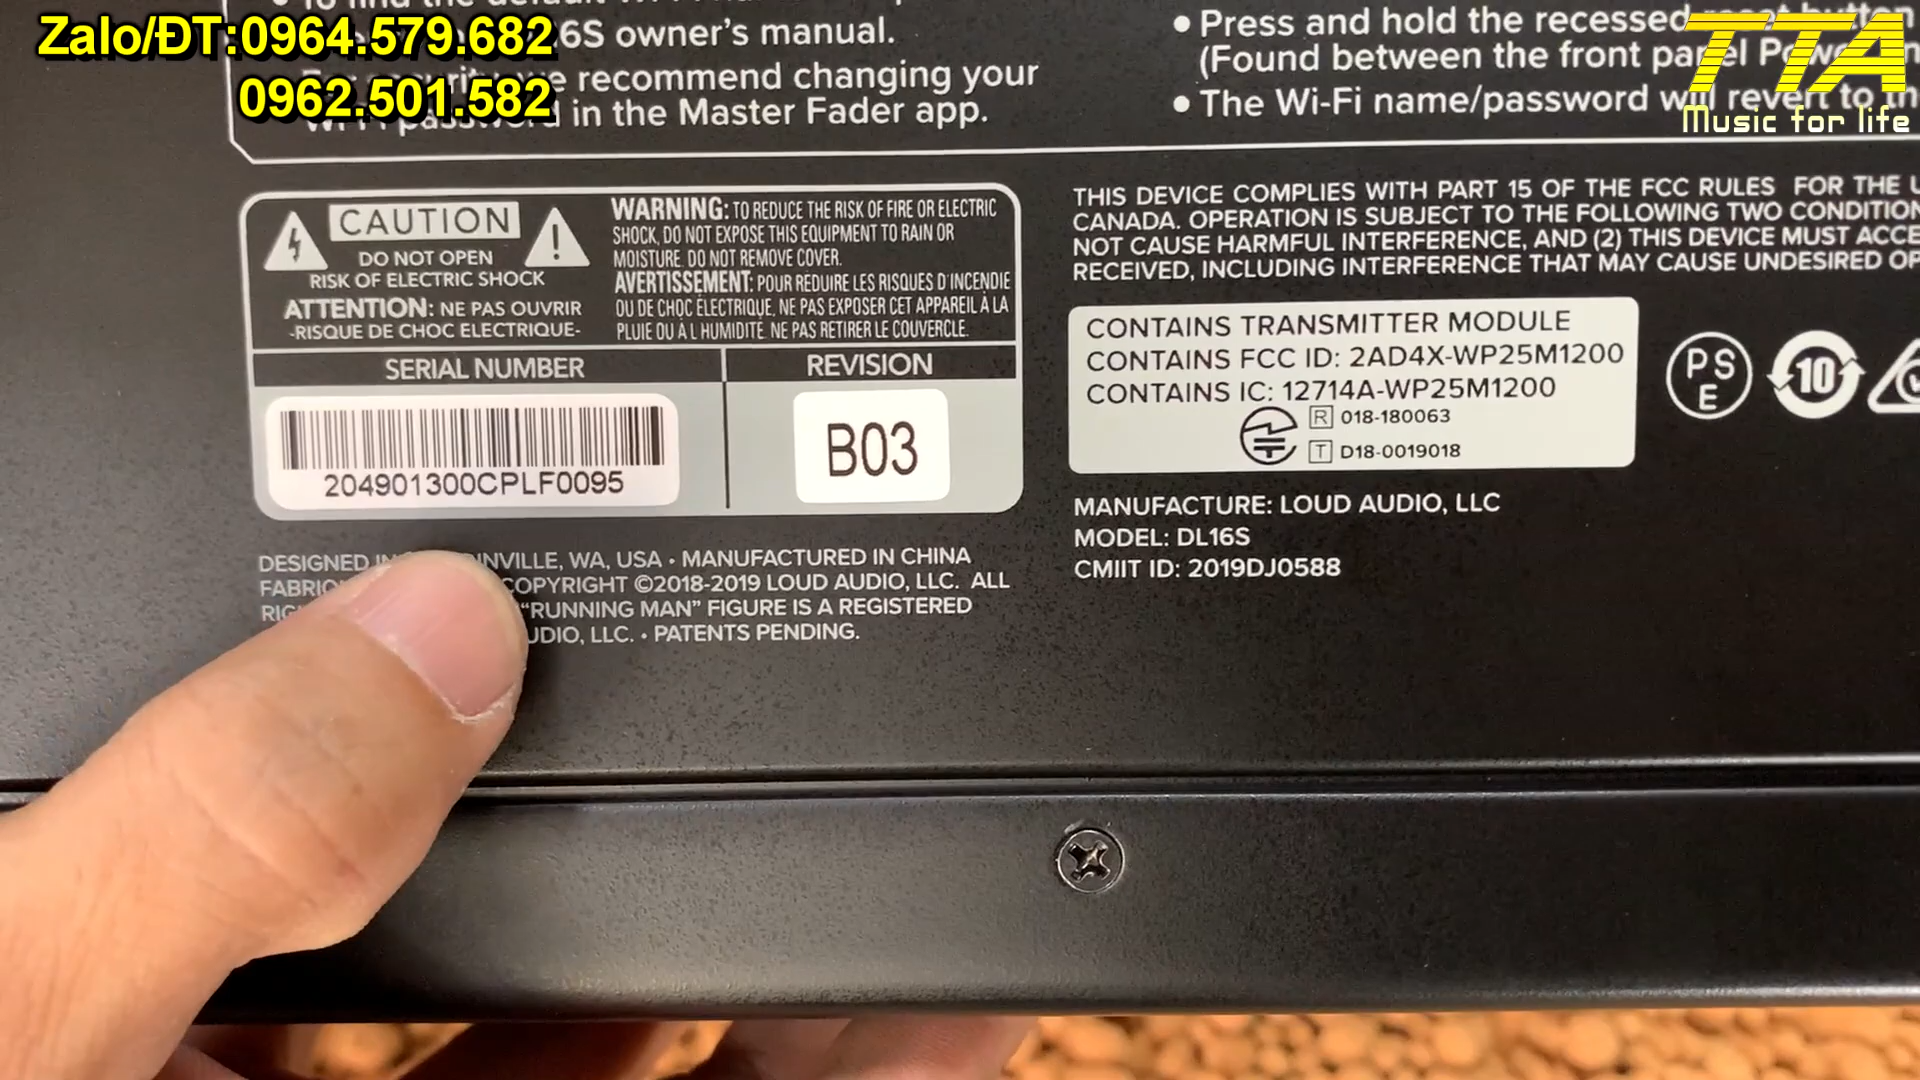 Zalo/ĐT:0964.579.682
0962.501.582
TTA
Music for life
6S owner's manual.
recommend changing your
in the Master Fader app.
• Press and hold the recessed reset button
(Found between the front panel
• The Wi-Fi name/password will revert to
CAUTION
DO NOT OPEN
RISK OF ELECTRIC SHOCK
ATTENTION: NE PAS OUVRIR
-RISQUE DE CHOC ELECTRIQUE-
WARNING: TO REDUCE THE RISK OF FIRE OR ELECTRIC
SHOCK, DO NOT EXPOSE THIS EQUIPMENT TO RAIN OR
MOISTURE. DO NOT REMOVE COVER.
AVERTISSEMENT: POUR RÉDUIRE LES RISQUES D'INCENDIE
OU DE CHOC ÉLECTRIQUE, NE PAS EXPOSER CET APPAREIL À LA
PLUIE OU À L HUMIDITÉ. NE PAS RETIRER LE COUVERCLE.
SERIAL NUMBER
REVISION
204901300CPLF0095
B03
DESIGNED IN INVILLE, WA, USA • MANUFACTURED IN CHINA
COPYRIGHT ©2018-2019 LOUD AUDIO, LLC. ALL
"RUNNING MAN" FIGURE IS A REGISTERED
UDIO, LLC. • PATENTS PENDING.
THIS DEVICE COMPLIES WITH PART 15 OF THE FCC RULES FOR THE
CANADA. OPERATION IS SUBJECT TO THE FOLLOWING TWO CONDITION
NOT CAUSE HARMFUL INTERFERENCE, AND (2) THIS DEVICE MUST ACCE
RECEIVED, INCLUDING INTERFERENCE THAT MAY CAUSE UNDESIRED OP
CONTAINS TRANSMITTER MODULE
CONTAINS FCC ID: 2AD4X-WP25M1200
CONTAINS IC: 12714A-WP25M1200
R 018-180063
T D18-0019018
PSE
10
MANUFACTURE: LOUD AUDIO, LLC
MODEL: DL16S
CMIIT ID: 2019DJ0588